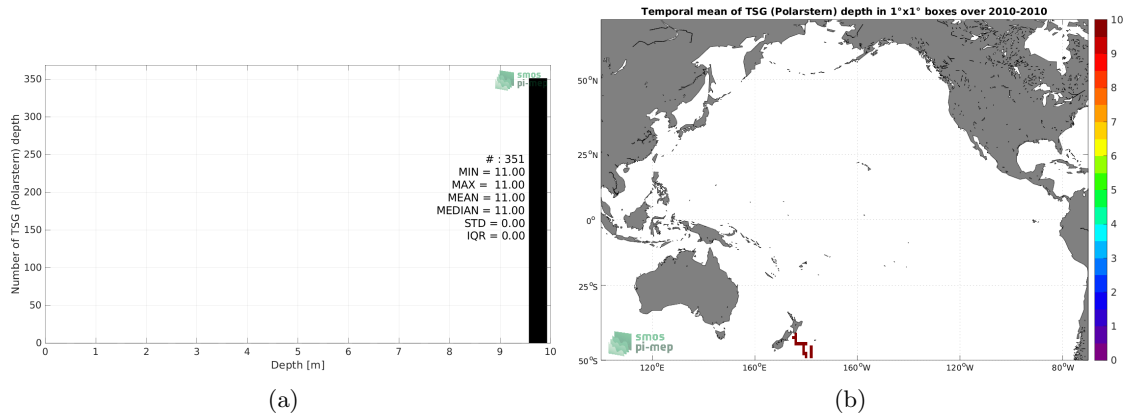 350
300
250
200
150
100
50
0
Number of TSG (Polarstern) depth
smos
pi-mep
# : 351
MIN = 11.00
MAX = 11.00
MEAN = 11.00
MEDIAN = 11.00
STD = 0.00
IQR = 0.00
0 1 2 3 4 5 6 7 8 9 10
Depth [m]
(a)
Temporal mean of TSG (Polarstern) depth in 1°x1° boxes over 2010-2010
50°N
25°N
0°
25°S
50°S
smos
pi-mep
120°E 160°E 160°W 120°W 80°W
10
9
8
7
6
5
4
3
2
1
0
(b)